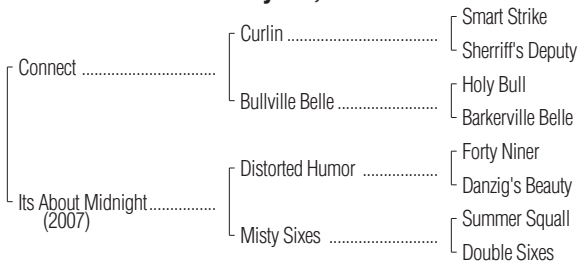 Smart Strike
Curlin
Sherriff's Deputy
Connect
Holy Bull
Bullville Belle
Barkerville Belle
Forty Niner
Distorted Humor
Danzig's Beauty
Its About Midnight
(2007)
Summer Squall
Misty Sixes
Double Sixes